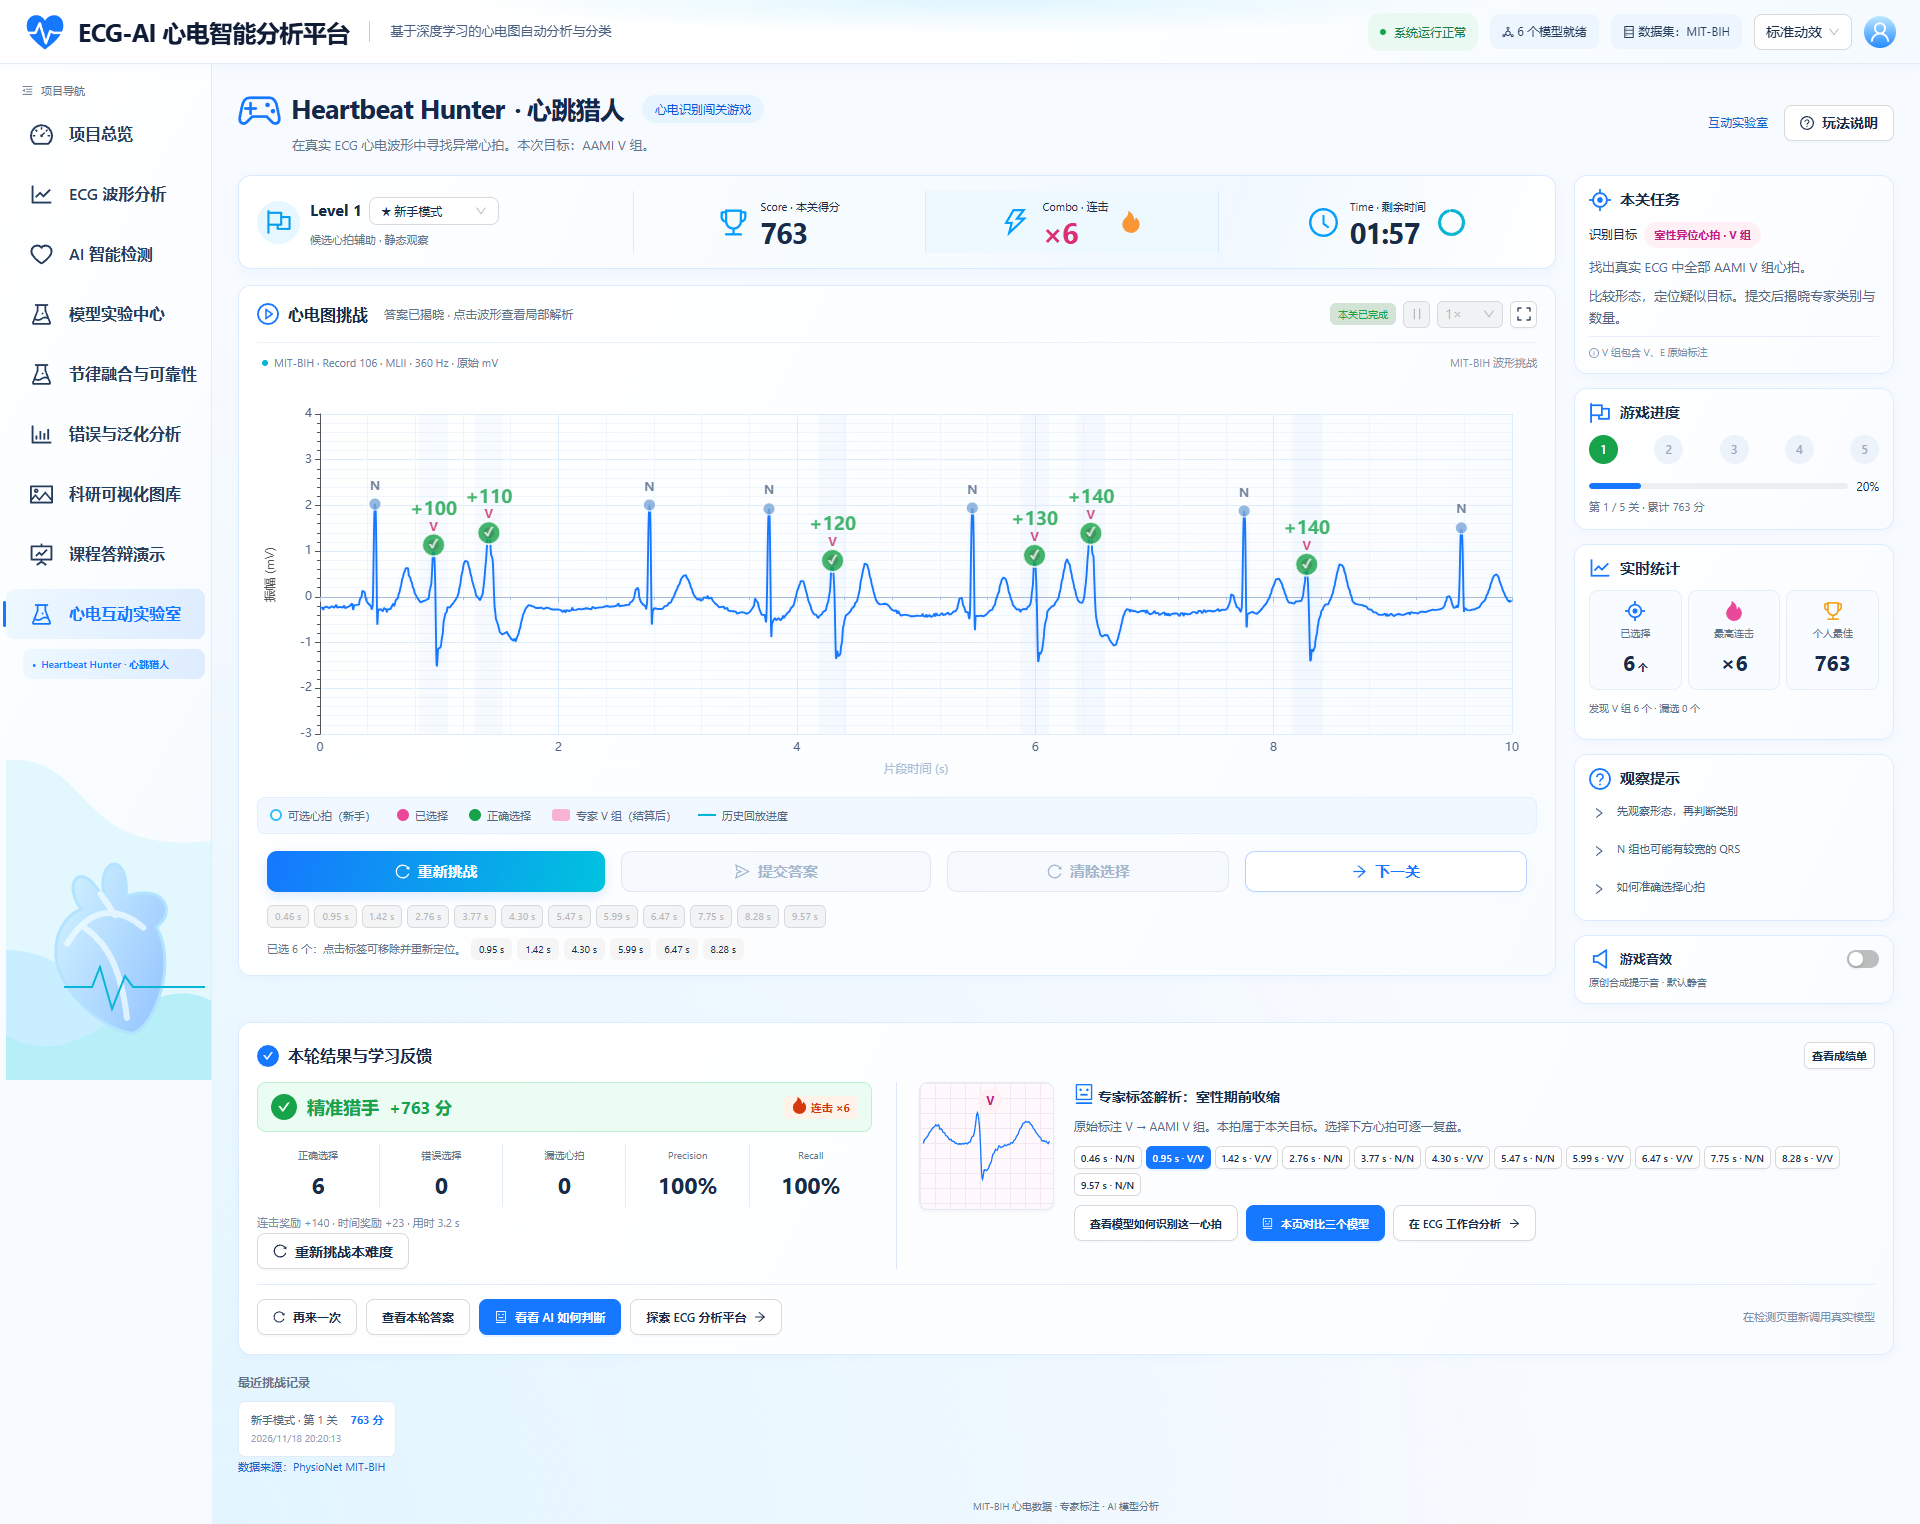 ECG-AI 心电智能分析平台
基于深度学习的心电图自动分析与分类
系统运行正常
6 个模型就绪
数据集：MIT-BIH
标准动效
项目导航
项目总览
ECG 波形分析
AI 智能检测
模型实验中心
节律融合与可靠性
错误与泛化分析
科研可视化图库
课程答辩演示
心电互动实验室
Heartbeat Hunter · 心跳猎人
Heartbeat Hunter · 心跳猎人
心电识别闯关游戏
在真实 ECG 心电波形中寻找异常心拍。本次目标：AAMI V 组。
互动实验室
玩法说明
Level 1
★ 新手模式
候选心拍辅助 · 静态观察
Score · 本关得分
763
Combo · 连击
×6
Time · 剩余时间
01:57
心电图挑战
答案已揭晓 · 点击波形查看局部解析
本关已完成
1×
MIT-BIH · Record 106 · MLII · 360 Hz · 原始 mV
MIT-BIH 波形挑战
振幅 (mV)
4
3
2
1
0
-1
-2
-3
N
+100
V
+110
V
N
N
+120
V
N
+130
V
+140
V
N
+140
V
N
0
2
4
6
8
10
片段时间 (s)
可选心拍（新手）
已选择
正确选择
专家 V 组（结算后）
历史回放进度
重新挑战
提交答案
清除选择
下一关
0.46 s
0.95 s
1.42 s
2.76 s
3.77 s
4.30 s
5.47 s
5.99 s
6.47 s
7.75 s
8.28 s
9.57 s
已选 6 个：点击标签可移除并重新定位。
0.95 s
1.42 s
4.30 s
5.99 s
6.47 s
8.28 s
本关任务
识别目标
室性异位心拍 · V 组
找出真实 ECG 中全部 AAMI V 组心拍。
比较形态，定位疑似目标。提交后揭晓专家类别与
数量。
V 组包含 V、E 原始标注
游戏进度
1
2
3
4
5
20%
第 1 / 5 关 · 累计 763 分
实时统计
已选择
6 个
最高连击
×6
个人最佳
763
发现 V 组 6 个 · 漏选 0 个
观察提示
先观察形态，再判断类别
N 组也可能有较宽的 QRS
如何准确选择心拍
游戏音效
原创合成提示音 · 默认静音
本轮结果与学习反馈
查看成绩单
精准猎手 +763 分
连击 ×6
正确选择
6
错误选择
0
漏选心拍
0
Precision
100%
Recall
100%
连击奖励 +140 · 时间奖励 +23 · 用时 3.2 s
重新挑战本难度
V
专家标签解析：室性期前收缩
原始标注 V → AAMI V 组。本拍属于本关目标。选择下方心拍可逐一复盘。
0.46 s · N/N
0.95 s · V/V
1.42 s · V/V
2.76 s · N/N
3.77 s · N/N
4.30 s · V/V
5.47 s · N/N
5.99 s · V/V
6.47 s · V/V
7.75 s · N/N
8.28 s · V/V
9.57 s · N/N
查看模型如何识别这一心拍
本页对比三个模型
在 ECG 工作台分析
再来一次
查看本轮答案
看看 AI 如何判断
探索 ECG 分析平台
在检测页重新调用真实模型
最近挑战记录
新手模式 · 第 1 关
763 分
2026/11/18 20:20:13
数据来源：PhysioNet MIT-BIH
MIT-BIH 心电数据 · 专家标注 · AI 模型分析